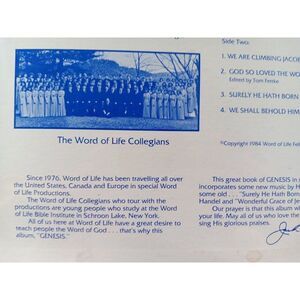 The Word of Life Collegians
Since 1976, Word of Life has been travelling all over
the United States, Canada and Europe in special Word
of Life Productions.
The Word of Life Collegians who tour with the
productions are young people who study at the Word
of Life Bible Institute in Schroon Lake, New York.
All of us here at Word of Life have a great desire to
teach people the Word of God . . . that's why this
album, "GENESIS."
Side Two:
1. WE ARE CLIMBING JACOB
2. GOD SO LOVED THE WO
Edited by Tom Fettke
3. SURELY HE HATH BORN
4. WE SHALL BEHOLD HIM
©Copyright 1984 Word of Life Fel
This great book of GENESIS in
incorporates some new music by H
some old. . . "Surely He Hath Born
Handel and "Wonderful Grace of Je
Our prayer is that this album wi
your life. May all of us who love the
sing His glorious praises.